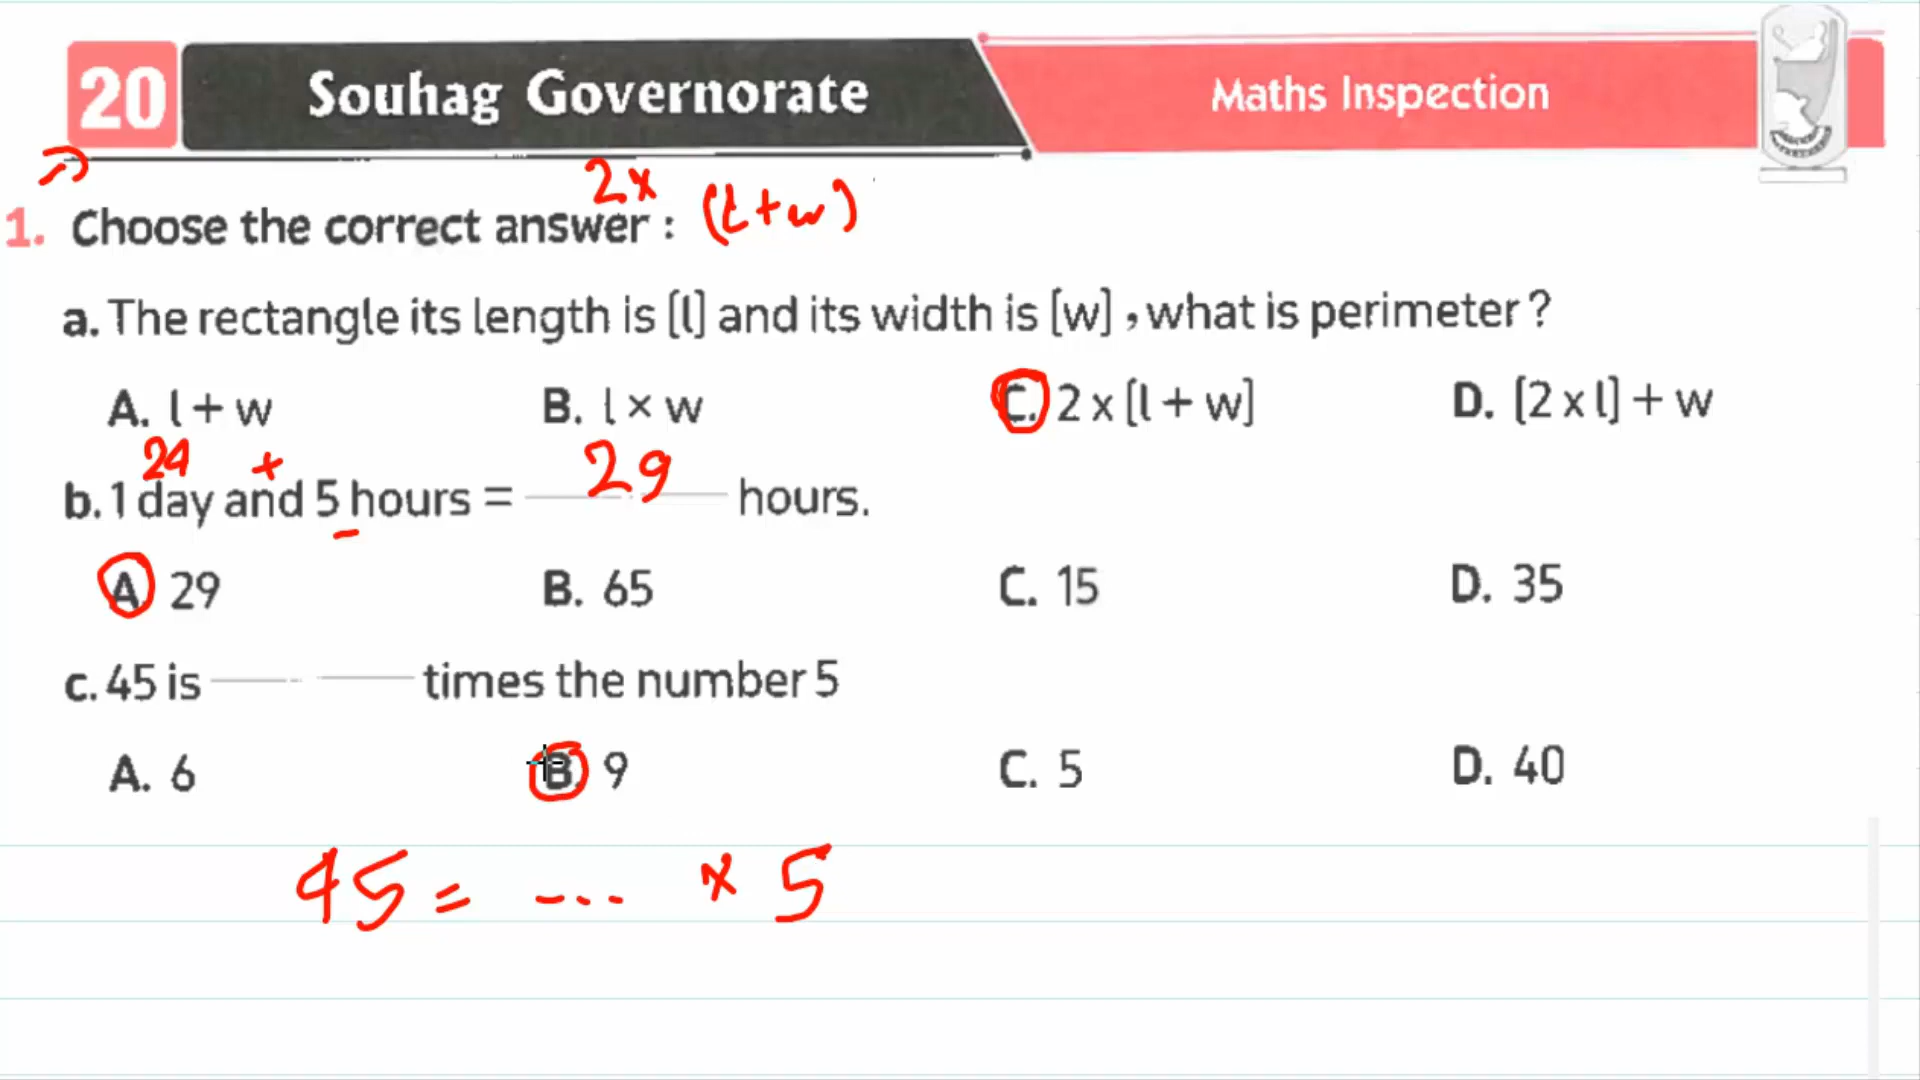 20 Souhag Governorate Maths Inspection
2x (l+w)
1. Choose the correct answer :
a. The rectangle its length is [l] and its width is [w] , what is perimeter ?
A. l + w B. l × w C. 2 x [l + w] D. [2 x l] + w
24 + 29
b. 1 day and 5 hours = hours.
A. 29 B. 65 C. 15 D. 35
c. 45 is times the number 5
A. 6 B. 9 C. 5 D. 40
45 = ... × 5